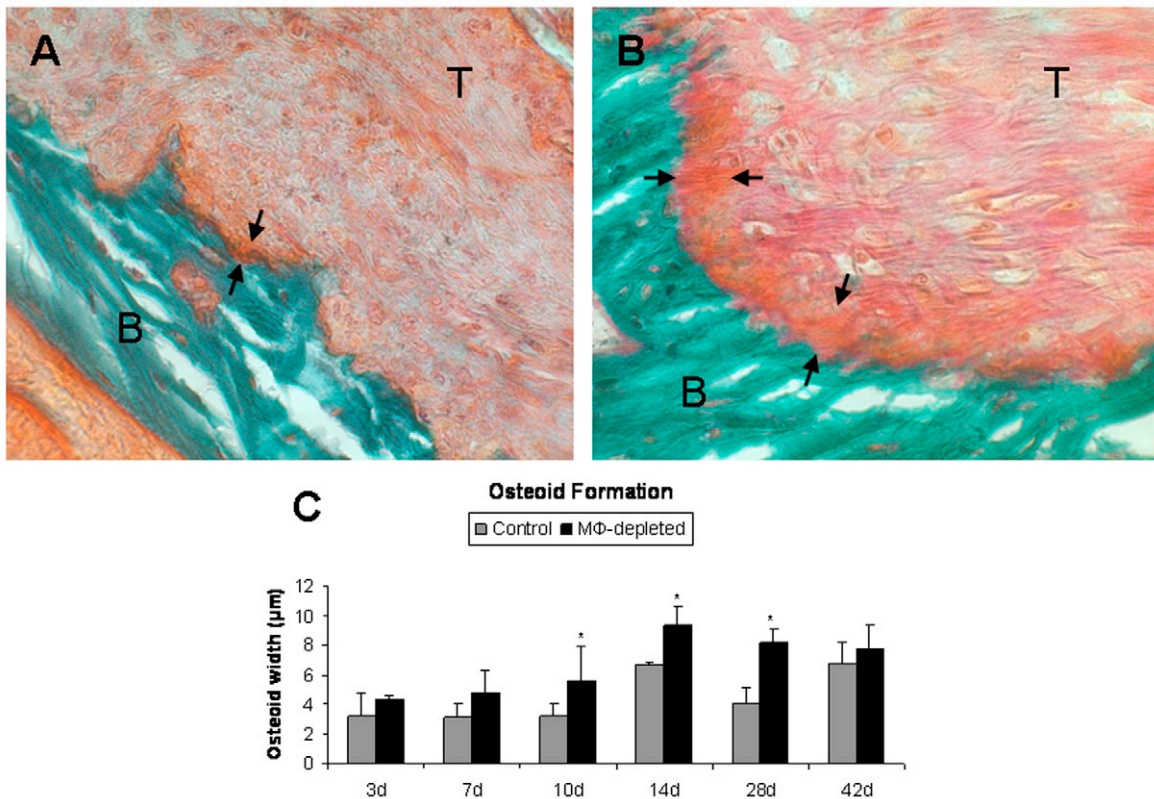 A
T
B
B
T
B
C
Osteoid Formation
Control MΦ-depleted
Osteoid width (µm)
12
10
8
6
4
2
0
* * *
3d 7d 10d 14d 28d 42d